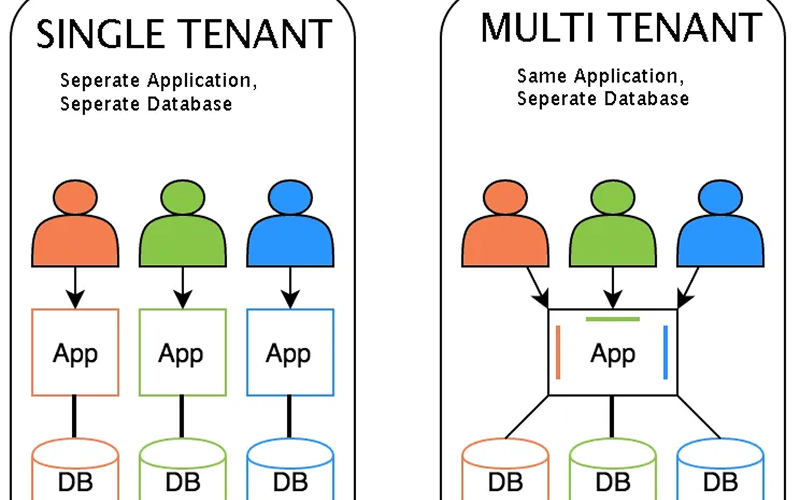 SINGLE TENANT
Seperate Application,
Seperate Database
App
App
App
DB
DB
DB
MULTI TENANT
Same Application,
Seperate Database
App
DB
DB
DB